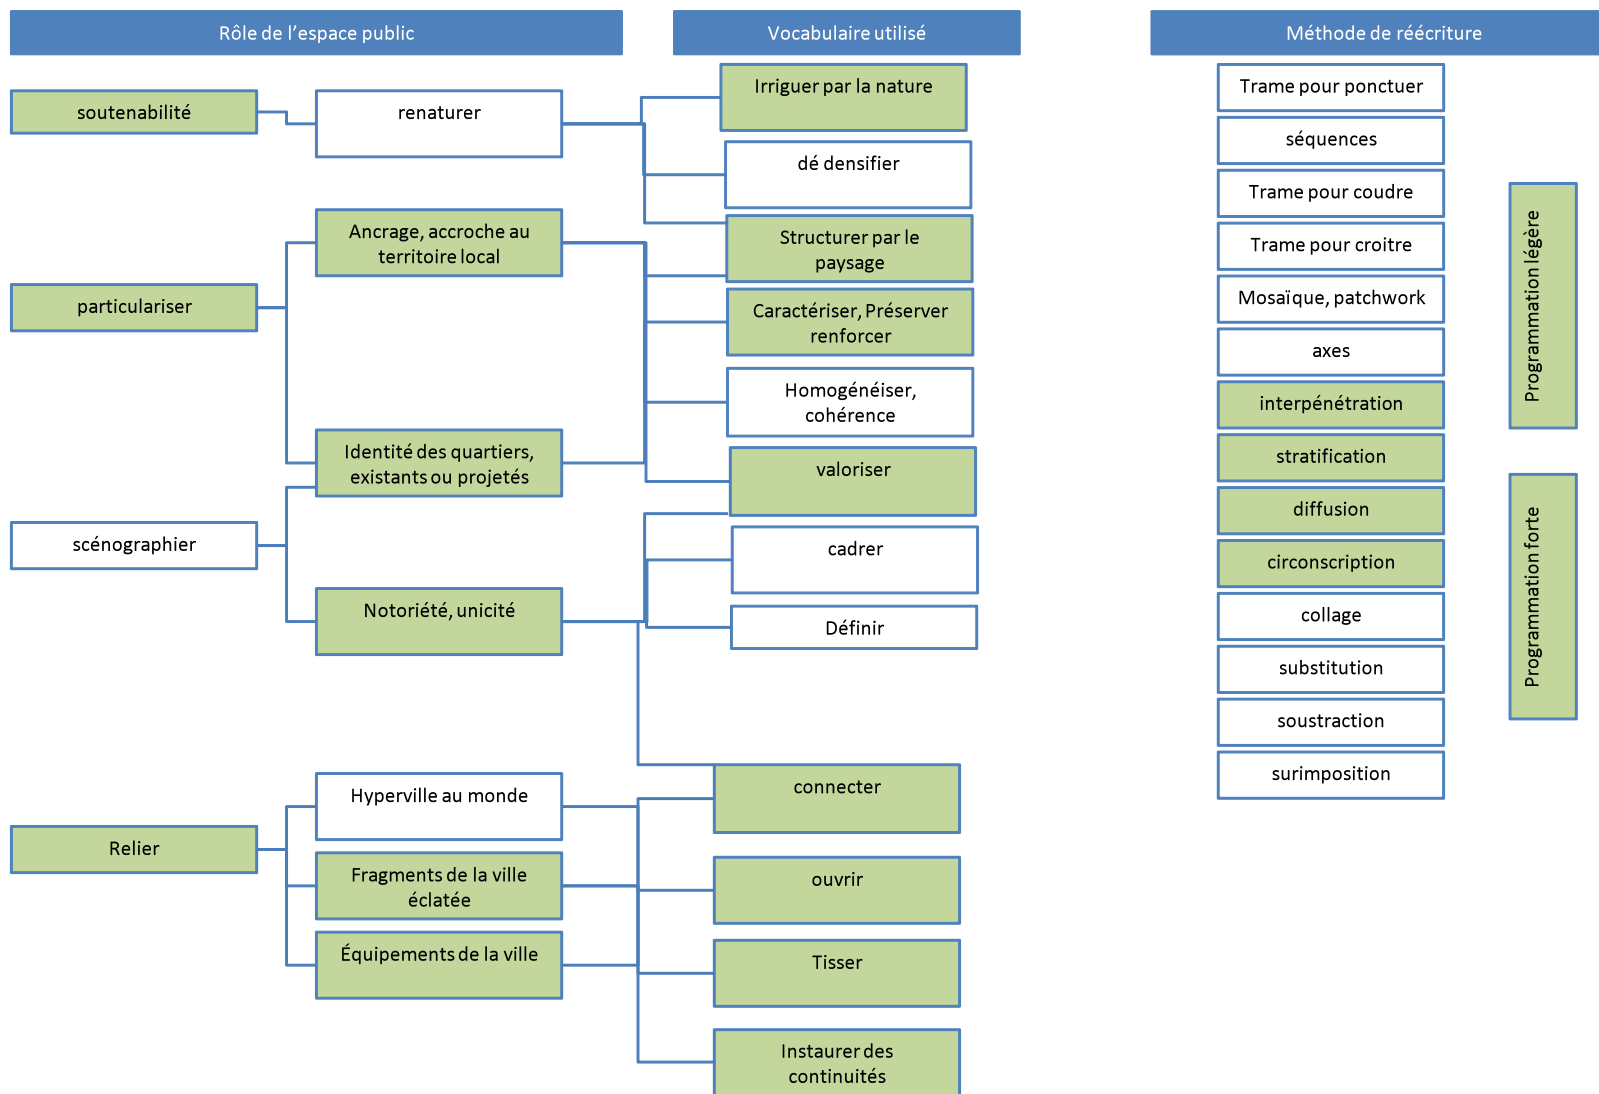 Rôle de l'espace public
Vocabulaire utilisé
Méthode de réécriture
soutenabilité
renaturer
particulariser
Ancrage, accroche au
territoire local
Identité des quartiers,
existants ou projetés
scénographier
Notoriété, unicité
Relier
Hyperville au monde
Fragments de la ville
éclatée
Équipements de la ville
Irriguer par la nature
dé densifier
Structurer par le
paysage
Caractériser, Préserver
renforcer
Homogénéiser,
cohérence
valoriser
cadrer
Définir
connecter
ouvrir
Tisser
Instaurer des
continuités
Trame pour ponctuer
séquences
Trame pour coudre
Trame pour croitre
Mosaïque, patchwork
axes
interpénétration
stratification
diffusion
circonscription
collage
substitution
soustraction
surimposition
Programmation légère
Programmation forte